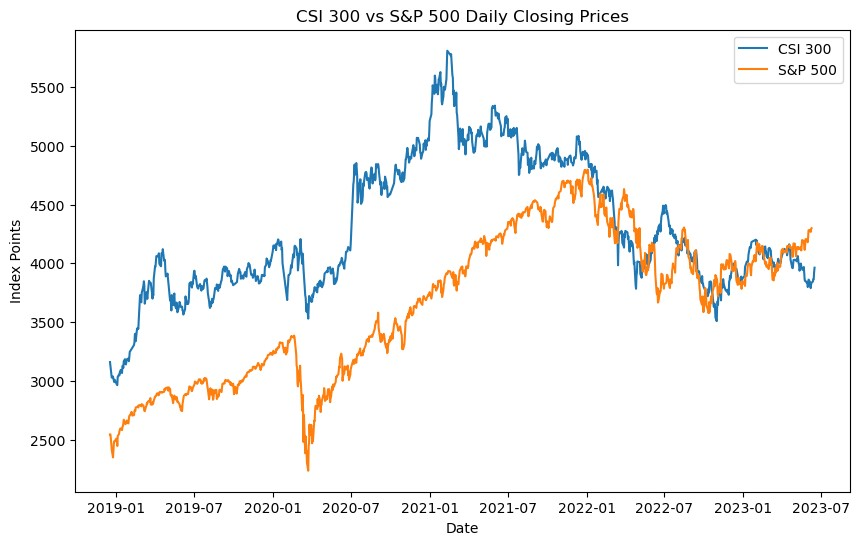 CSI 300 vs S&P 500 Daily Closing Prices
CSI 300
S&P 500
Index Points
5500
5000
4500
4000
3500
3000
2500
2019-01 2019-07 2020-01 2020-07 2021-01 2021-07 2022-01 2022-07 2023-01 2023-07
Date